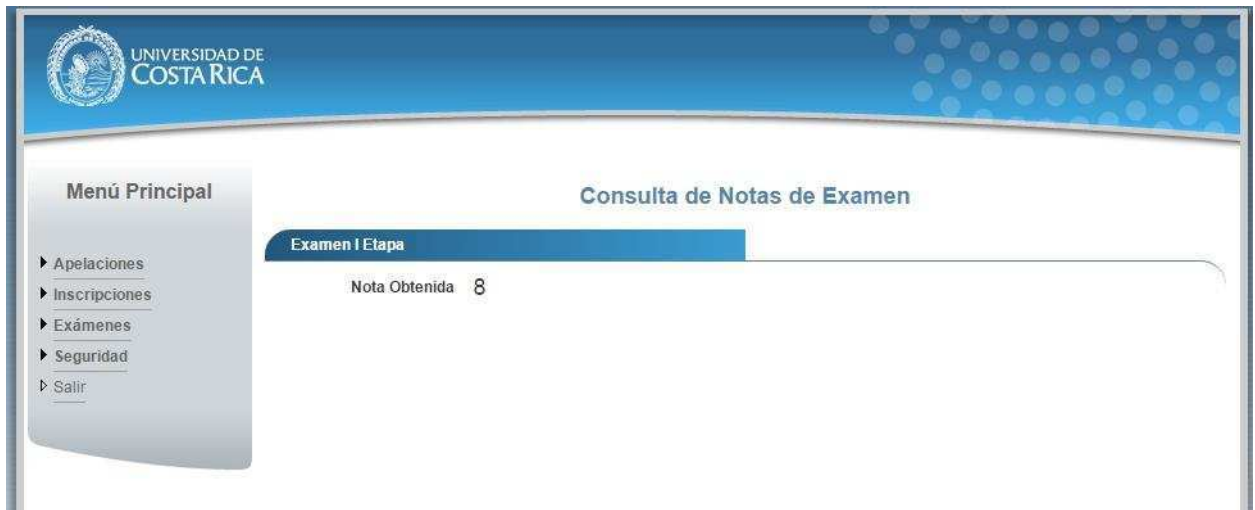 UNIVERSIDAD DE
COSTA RICA
Menú Principal
Apelaciones
Inscripciones
Exámenes
Seguridad
Salir
Consulta de Notas de Examen
Examen I Etapa
Nota Obtenida 8